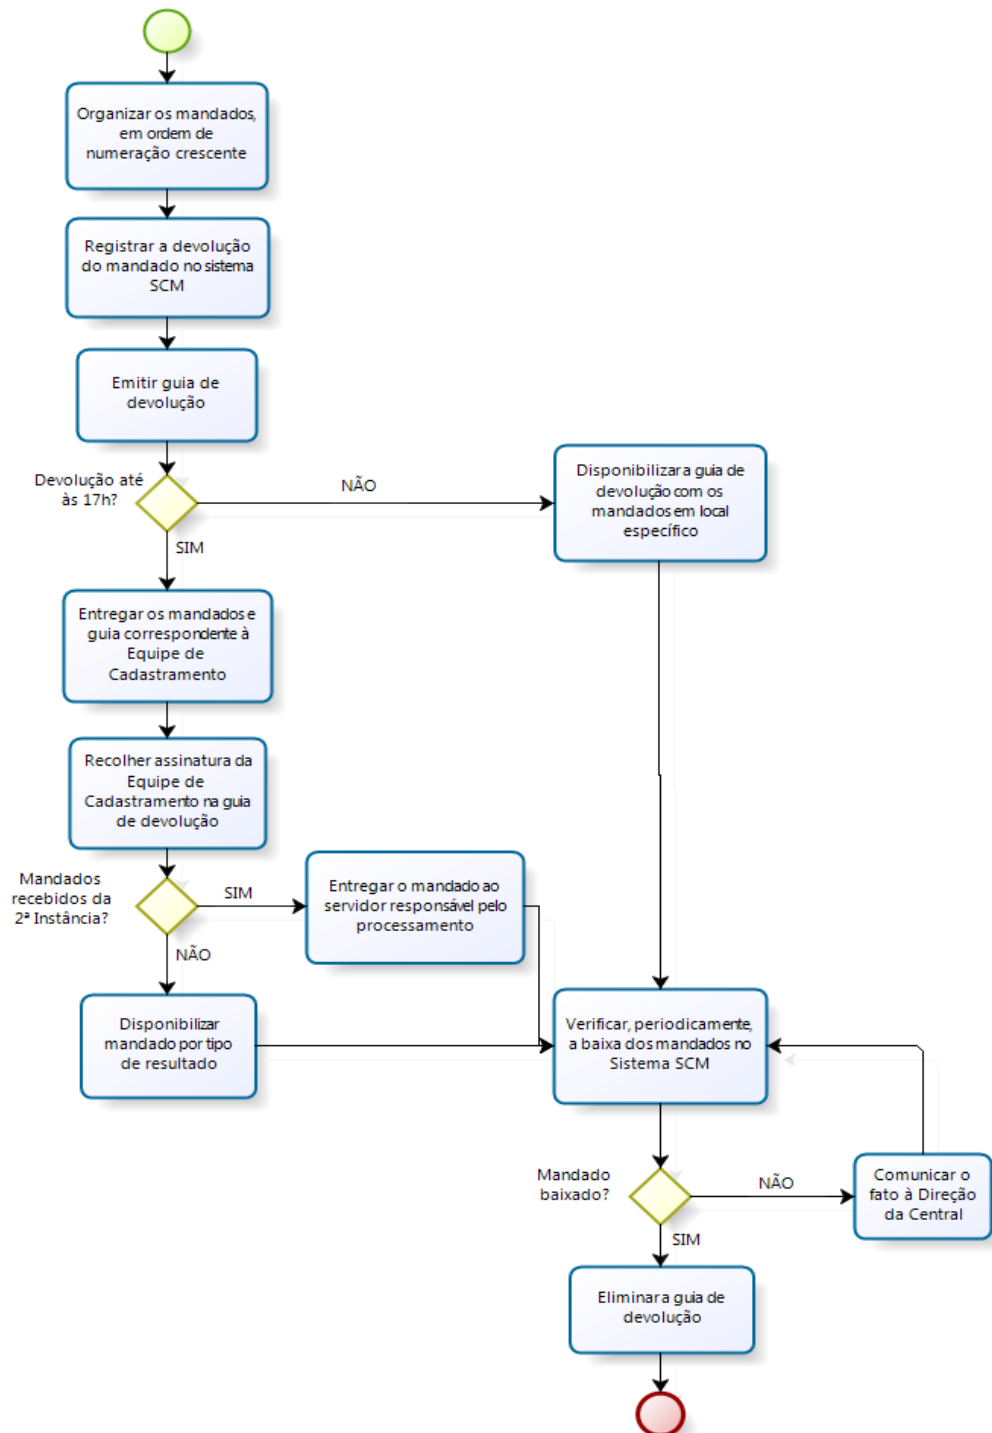 Organizar os mandados,
em ordem de
numeração crescente
Registrar a devolução
do mandado no sistema
SCM
Emitir guia de
devolução
Devolução até
às 17h?
NÃO
SIM
Disponibilizar a guia de
devolução com os
mandados em local
específico
Entregar os mandados e
guia correspondente à
Equipe de
Cadastramento
Recolher assinatura da
Equipe de
Cadastramento na guia
de devolução
Mandados
recebidos da
2ª Instância?
SIM
NÃO
Entregar o mandado ao
servidor responsável pelo
processamento
Disponibilizar
mandado por tipo
de resultado
Verificar, periodicamente,
a baixa dos mandados no
Sistema SCM
Mandado
baixado?
NÃO
SIM
Comunicar o
fato à Direção
da Central
Eliminar a guia de
devolução